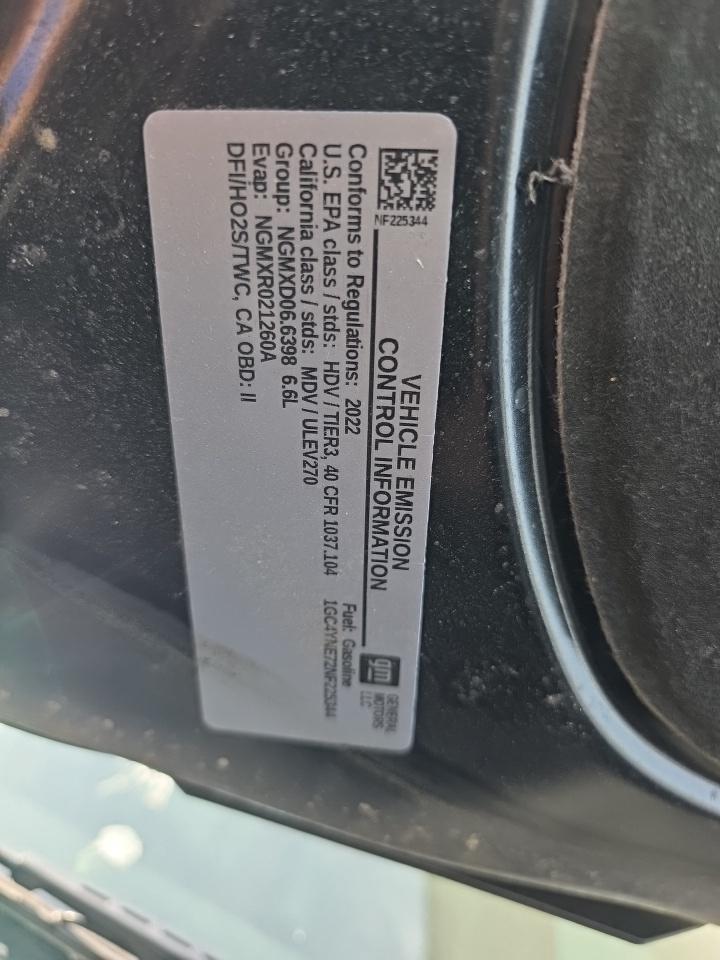 NF225344
VEHICLE EMISSION
CONTROL INFORMATION
gm
GENERAL
MOTORS
LLC
Conforms to Regulations: 2022
Fuel: Gasoline
U.S. EPA class / stds: HDV / TIER3, 40 CFR 1037.104
1GC4YNE72NF225344
California class / stds: MDV / ULEV270
Group: NGMXD06.6398 6.6L
Evap: NGMXR021260A
DFI/HO2S/TWC, CA OBD: II